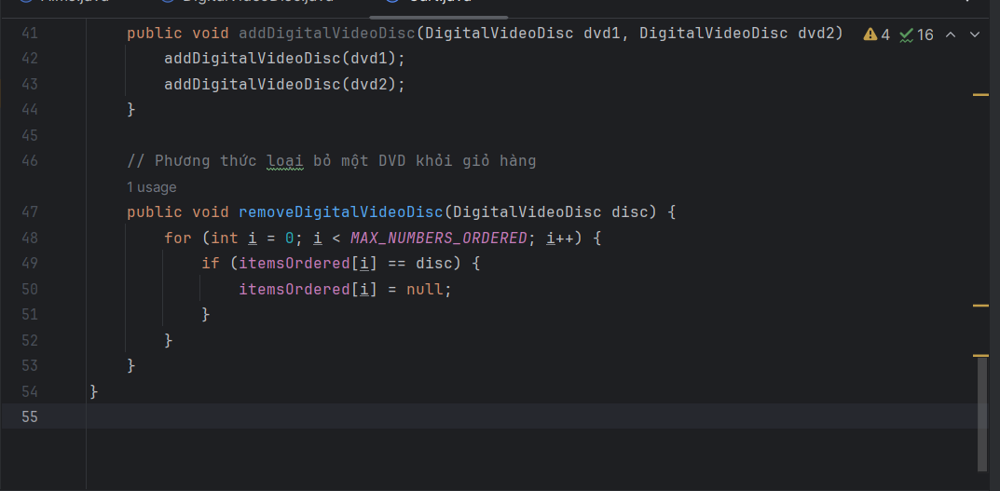 DigitalVideoDisc.java
41 public void addDigitalVideoDisc(DigitalVideoDisc dvd1, DigitalVideoDisc dvd2) 4 16
42 addDigitalVideoDisc(dvd1);
43 addDigitalVideoDisc(dvd2);
44 }
45
46 // Phương thức loại bỏ một DVD khỏi giỏ hàng
1 usage
47 public void removeDigitalVideoDisc(DigitalVideoDisc disc) {
48 for (int i = 0; i < MAX_NUMBERS_ORDERED; i++) {
49 if (itemsOrdered[i] == disc) {
50 itemsOrdered[i] = null;
51 }
52 }
53 }
54 }
55